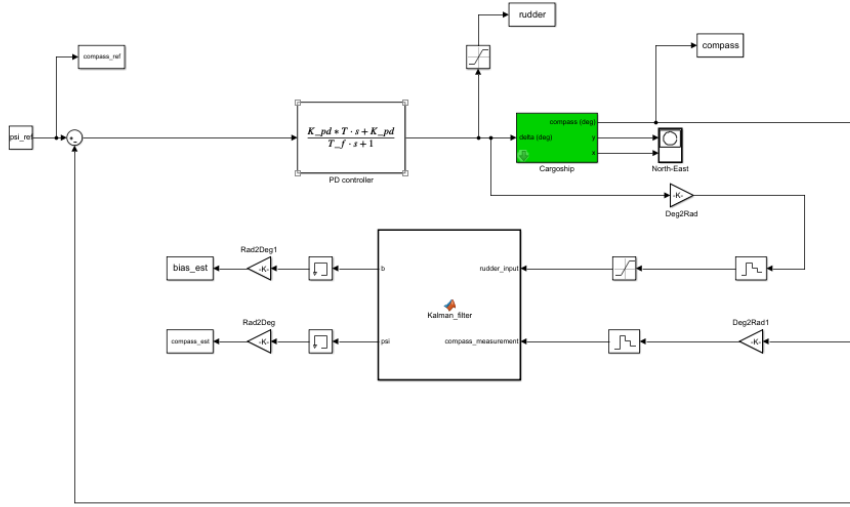 rudder
compass_ref
compass
psi_ref
K_pd * T · s + K_pd
T_f · s + 1
PD controller
compass (deg)
delta (deg)
y
x
Cargoship
North-East
-K-
Deg2Rad
Rad2Deg1
bias_est
-K-
b
rudder_input
Kalman_filter
Rad2Deg
Deg2Rad1
compass_est
-K-
psi
compass_measurement
-K-